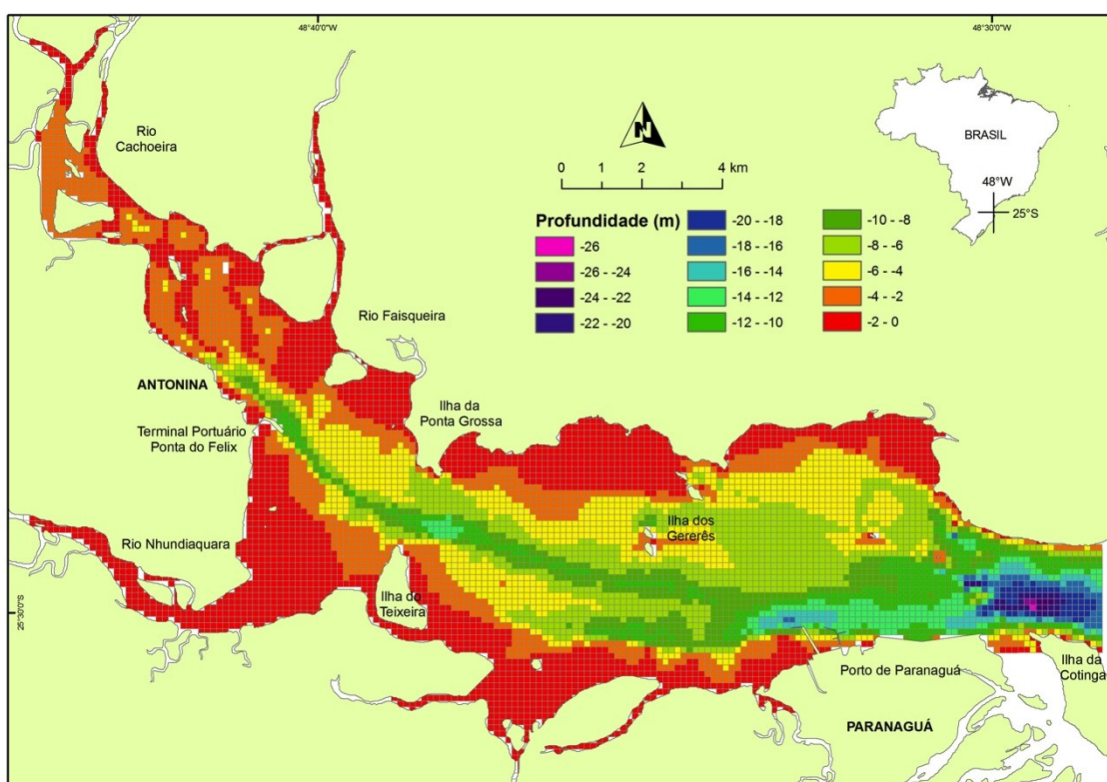 48°40'0"W
48°30'0"W
Rio
Cachoeira
N
0 2 4 km
BRASIL
48°W
25°S
Profundidade (m)
-26
-26 - -24
-24 - -22
-22 - -20
-20 - -18
-18 - -16
-16 - -14
-14 - -12
-12 - -10
-10 - -8
-8 - -6
-6 - -4
-4 - -2
-2 - 0
Rio Faisqueira
ANTONINA
Ilha da
Ponta Grossa
Terminal Portuário
Ponta do Felix
Ilha dos
Gererês
Rio Nhundiaquara
25°30'0"S
Ilha do
Teixeira
Porto de Paranaguá
Ilha da
Cotinga
PARANAGUÁ